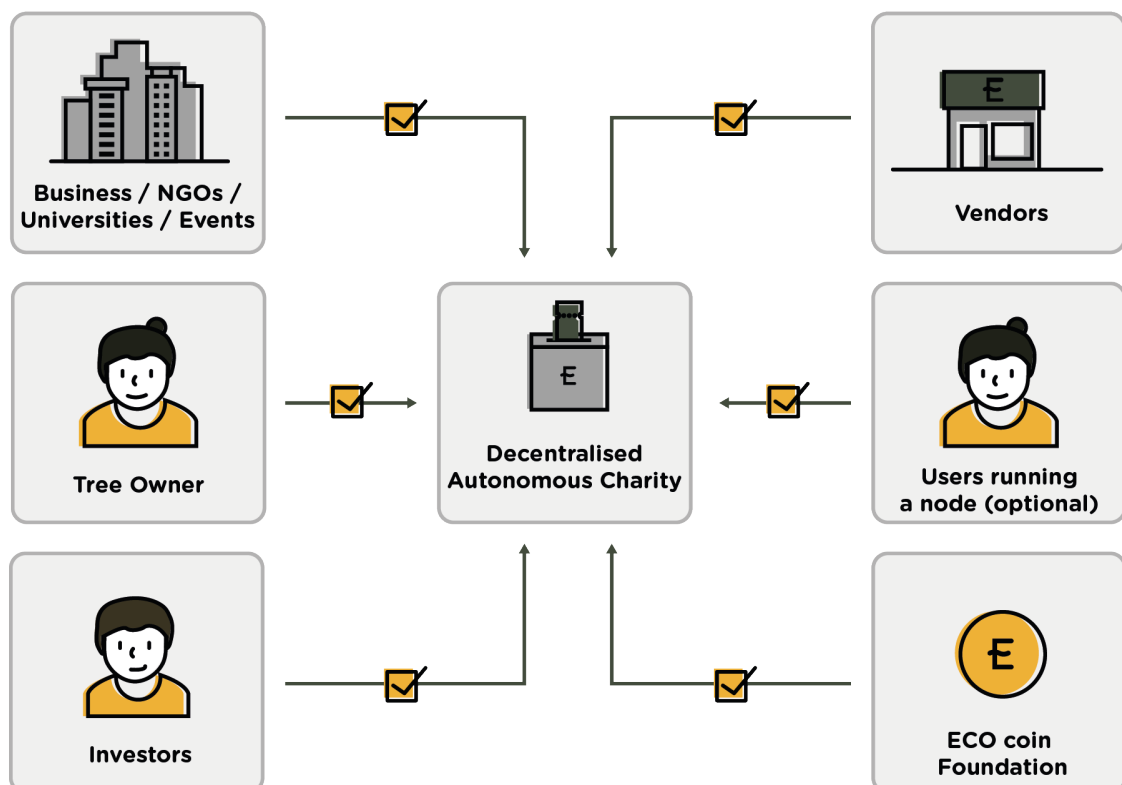 Business / NGOs /
Universities / Events
Vendors
Tree Owner
Decentralised
Autonomous Charity
Users running
a node (optional)
Investors
ECO coin
Foundation